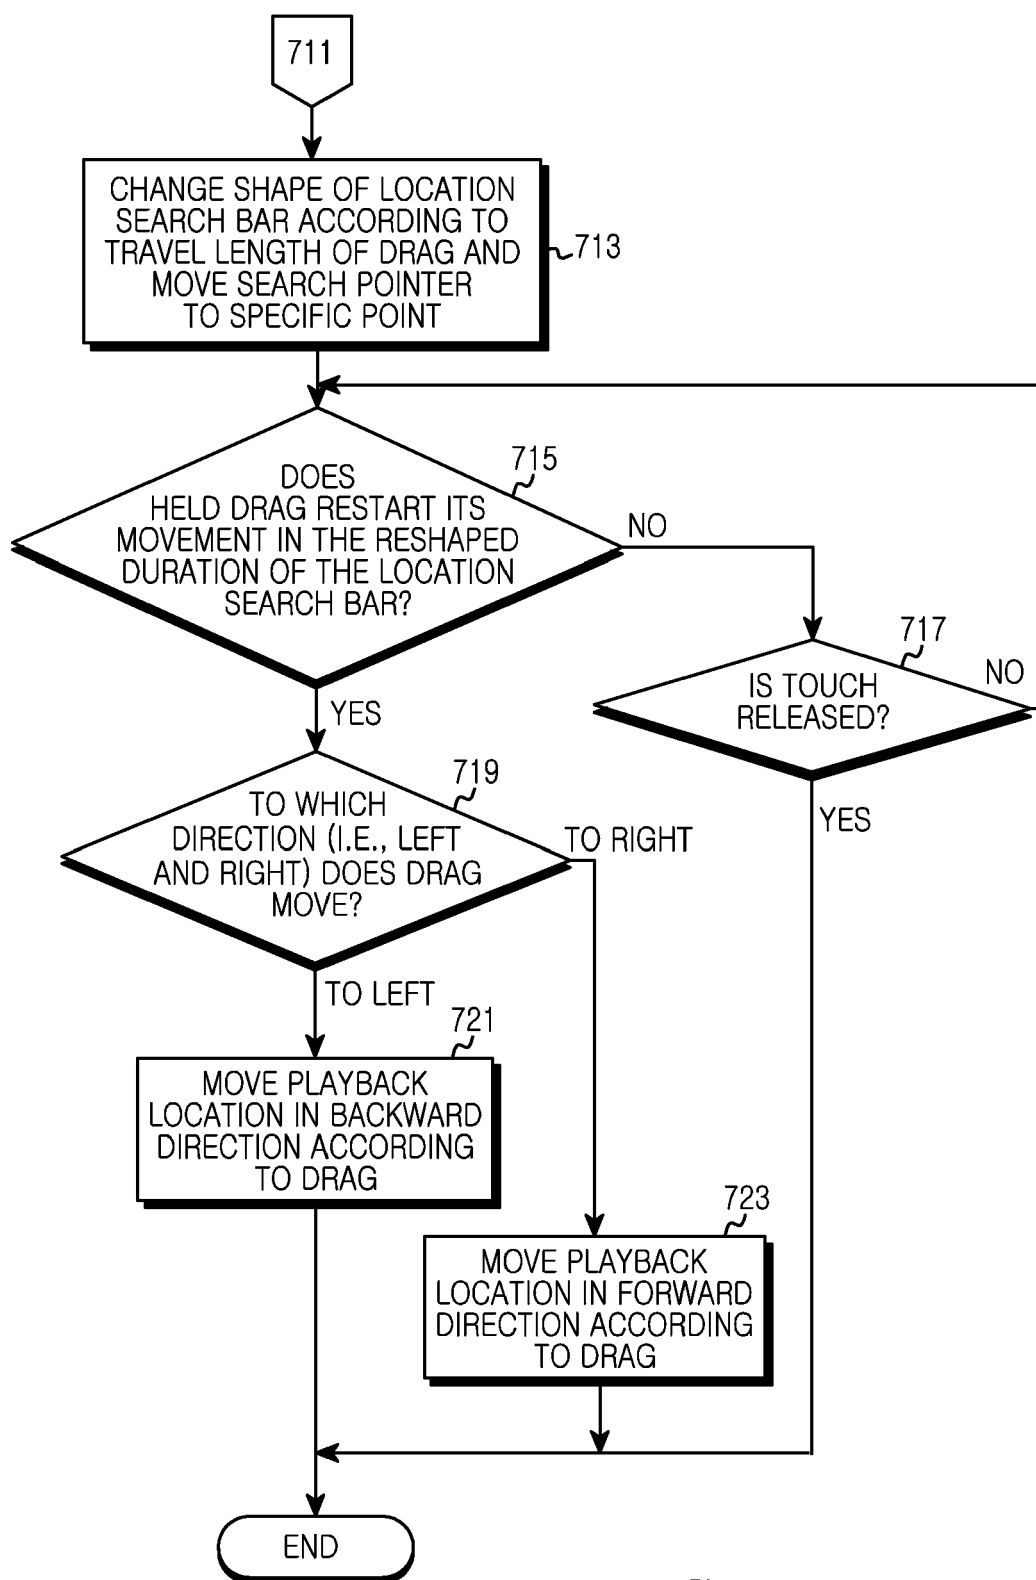 711
CHANGE SHAPE OF LOCATION
SEARCH BAR ACCORDING TO
TRAVEL LENGTH OF DRAG AND
MOVE SEARCH POINTER
TO SPECIFIC POINT
713
715
DOES
HELD DRAG RESTART ITS
MOVEMENT IN THE RESHAPED
DURATION OF THE LOCATION
SEARCH BAR?
NO
717
IS TOUCH
RELEASED?
NO
YES
YES
719
TO WHICH
DIRECTION (I.E., LEFT
AND RIGHT) DOES DRAG
MOVE?
TO RIGHT
TO LEFT
721
MOVE PLAYBACK
LOCATION IN BACKWARD
DIRECTION ACCORDING
TO DRAG
723
MOVE PLAYBACK
LOCATION IN FORWARD
DIRECTION ACCORDING
TO DRAG
END